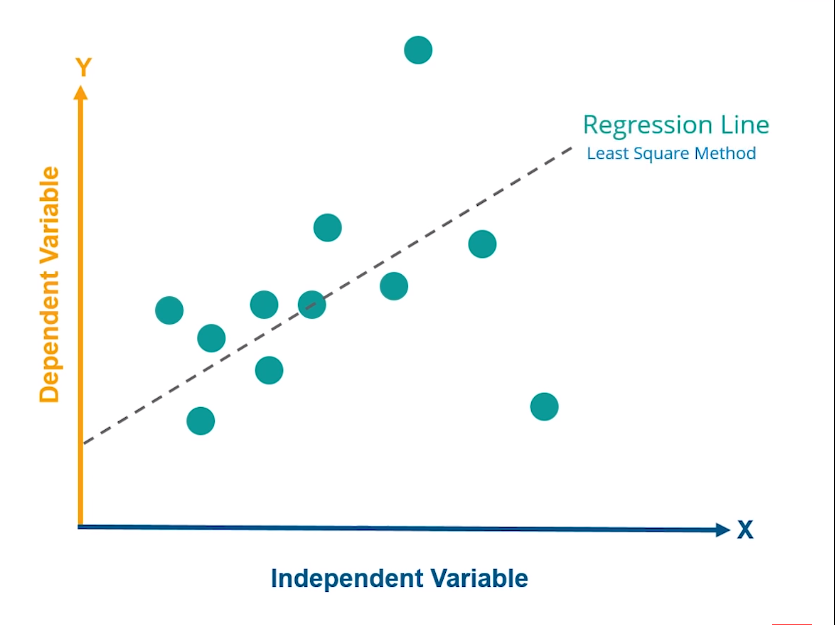 Y
Regression Line
Least Square Method
Dependent Variable
X
Independent Variable